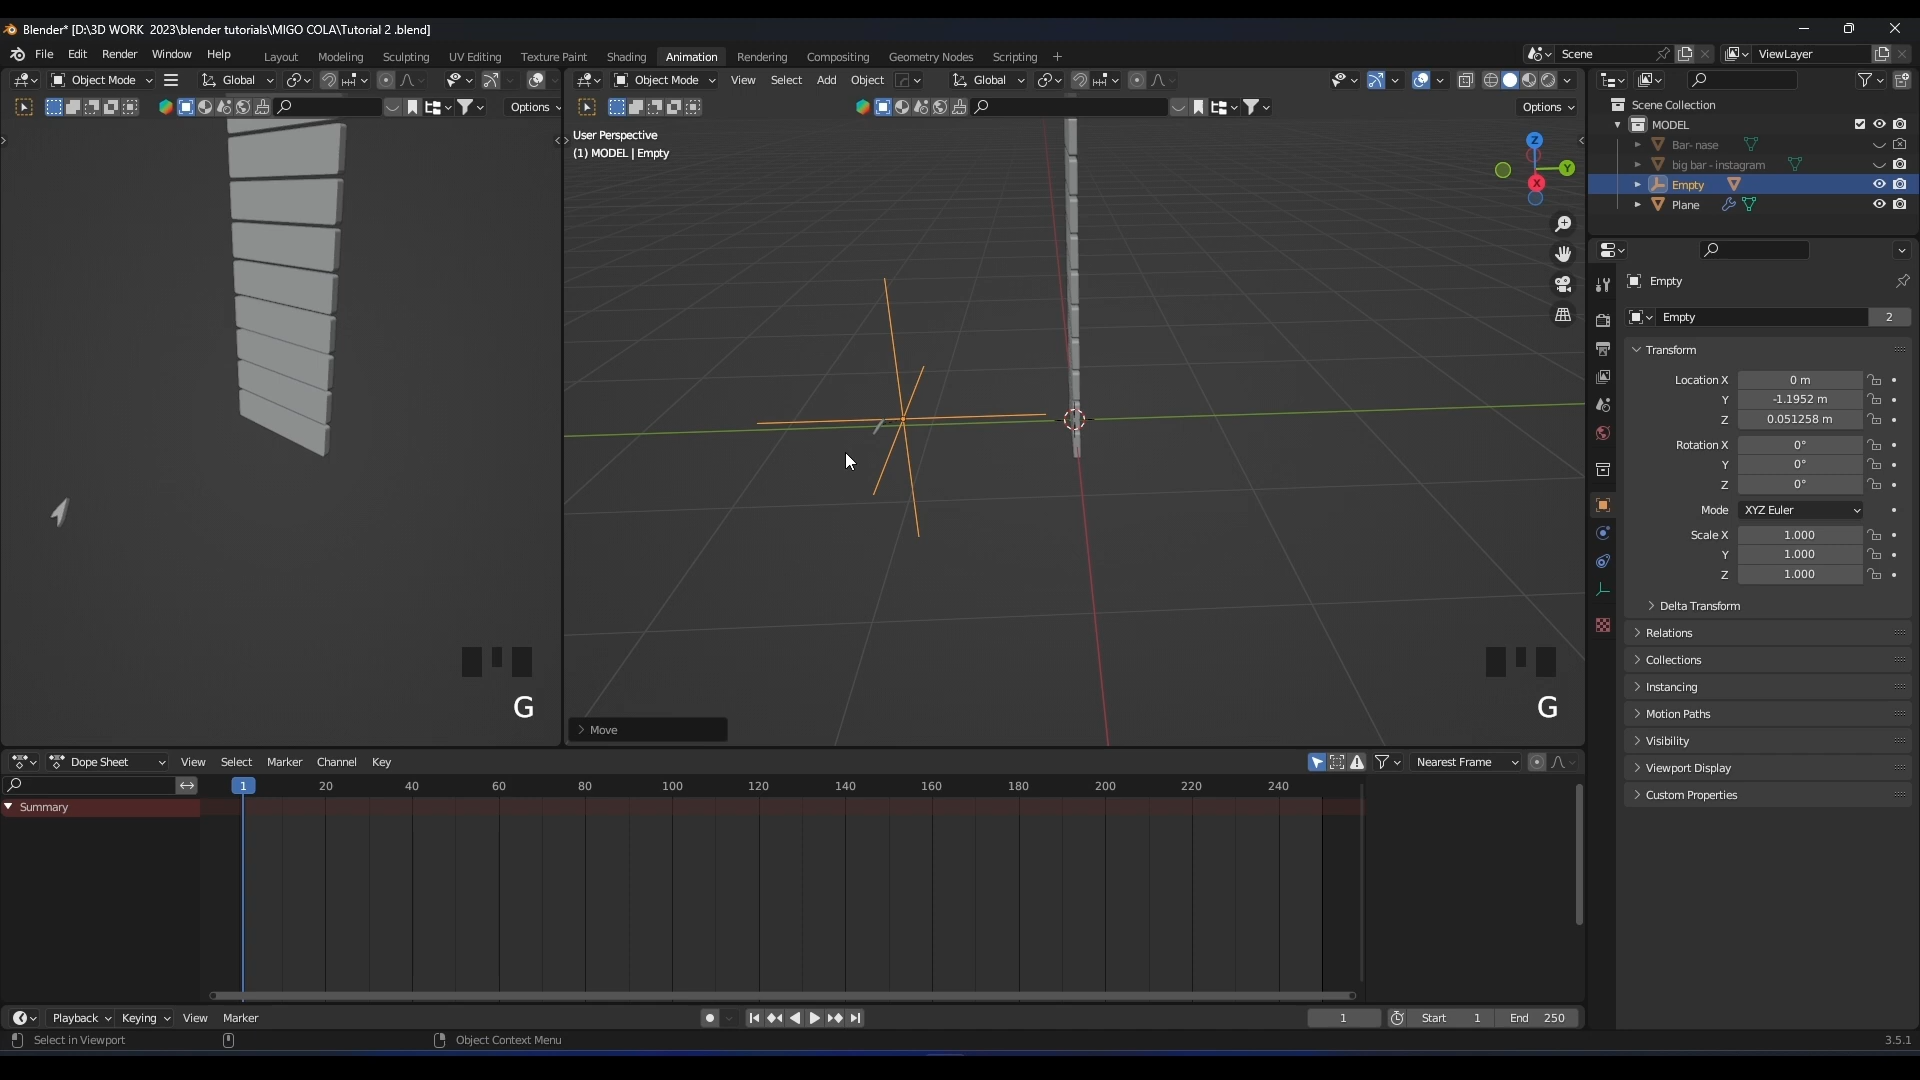 Blender* [D:\3D WORK 2023\blender tutorials\MIGO COLA\Tutorial 2 .blend]
File Edit Render Window Help Layout Modeling Sculpting UV Editing Texture Paint Shading Animation Rendering Compositing Geometry Nodes Scripting + Scene ViewLayer
Object Mode Global Object Mode View Select Add Object Global
Options Options
User Perspective
(1) MODEL | Empty
Z
Y
X
G
G
Move
Scene Collection
MODEL
Bar- nase
big bar - instagram
Empty
Plane
Empty
Empty 2
Transform
Location X 0 m
Y -1.1952 m
Z 0.051258 m
Rotation X 0°
Y 0°
Z 0°
Mode XYZ Euler
Scale X 1.000
Y 1.000
Z 1.000
Delta Transform
Relations
Collections
Instancing
Motion Paths
Visibility
Viewport Display
Custom Properties
Dope Sheet View Select Marker Channel Key Nearest Frame
1 20 40 60 80 100 120 140 160 180 200 220 240
Summary
Playback Keying View Marker 1 Start 1 End 250
Select in Viewport Object Context Menu 3.5.1